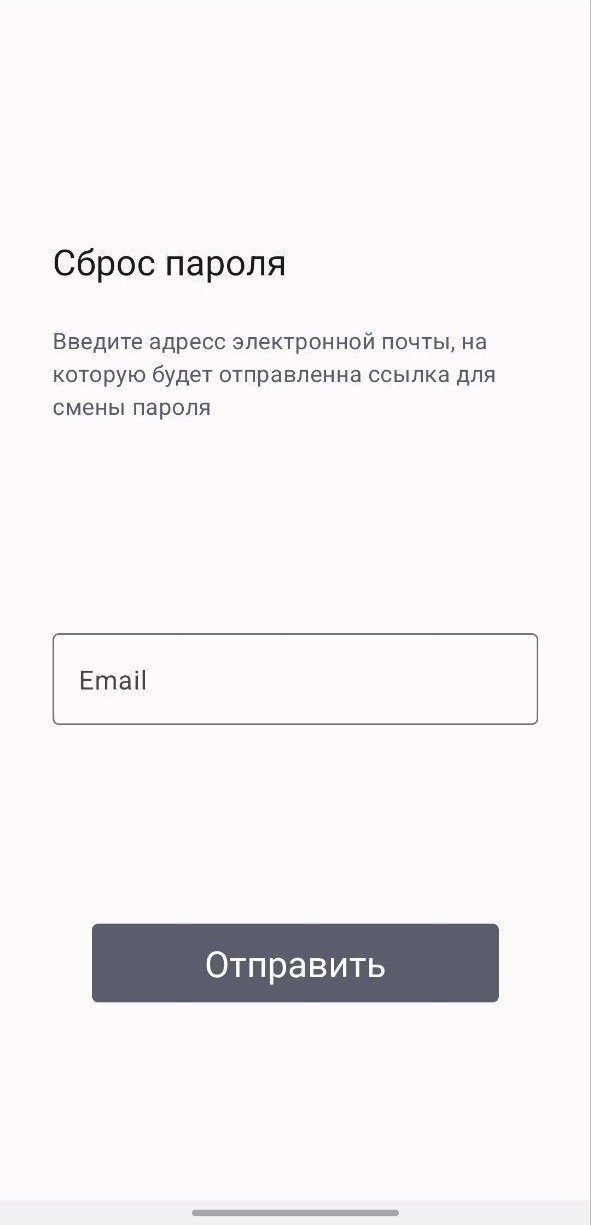 Сброс пароля
Введите адресс электронной почты, на
которую будет отправленна ссылка для
смены пароля
Email
Отправить